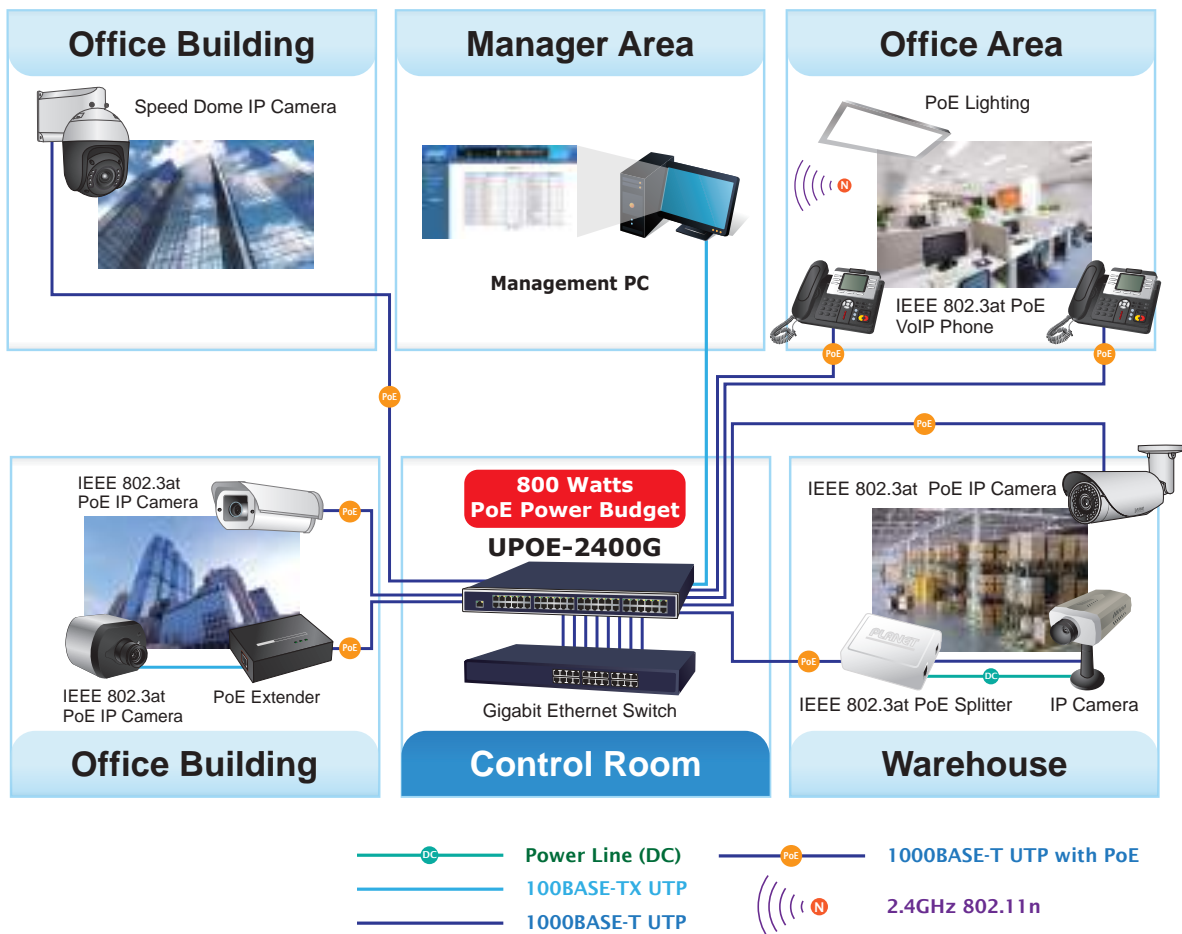 Office Building
Speed Dome IP Camera
Manager Area
Management PC
Office Area
PoE Lighting
N
IEEE 802.3at PoE
VoIP Phone
PoE
PoE
PoE
PoE
IEEE 802.3at
PoE IP Camera
PoE
PoE
IEEE 802.3at
PoE IP Camera
PoE Extender
Office Building
800 Watts
PoE Power Budget
UPOE-2400G
Gigabit Ethernet Switch
Control Room
IEEE 802.3at PoE IP Camera
PLANET
PoE
DC
IEEE 802.3at PoE Splitter
IP Camera
Warehouse
DC
Power Line (DC)
PoE
1000BASE-T UTP with PoE
100BASE-TX UTP
N
2.4GHz 802.11n
1000BASE-T UTP